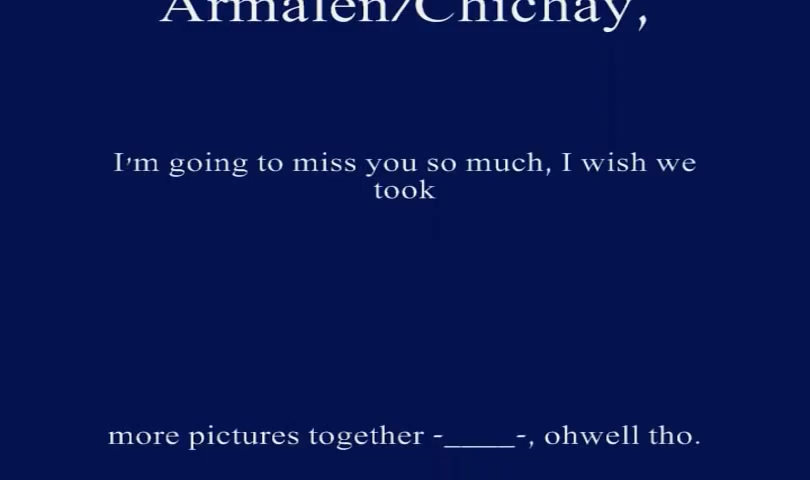 Armalen/Chichay,
I'm going to miss you so much, I wish we
took
more pictures together -____-, ohwell tho.